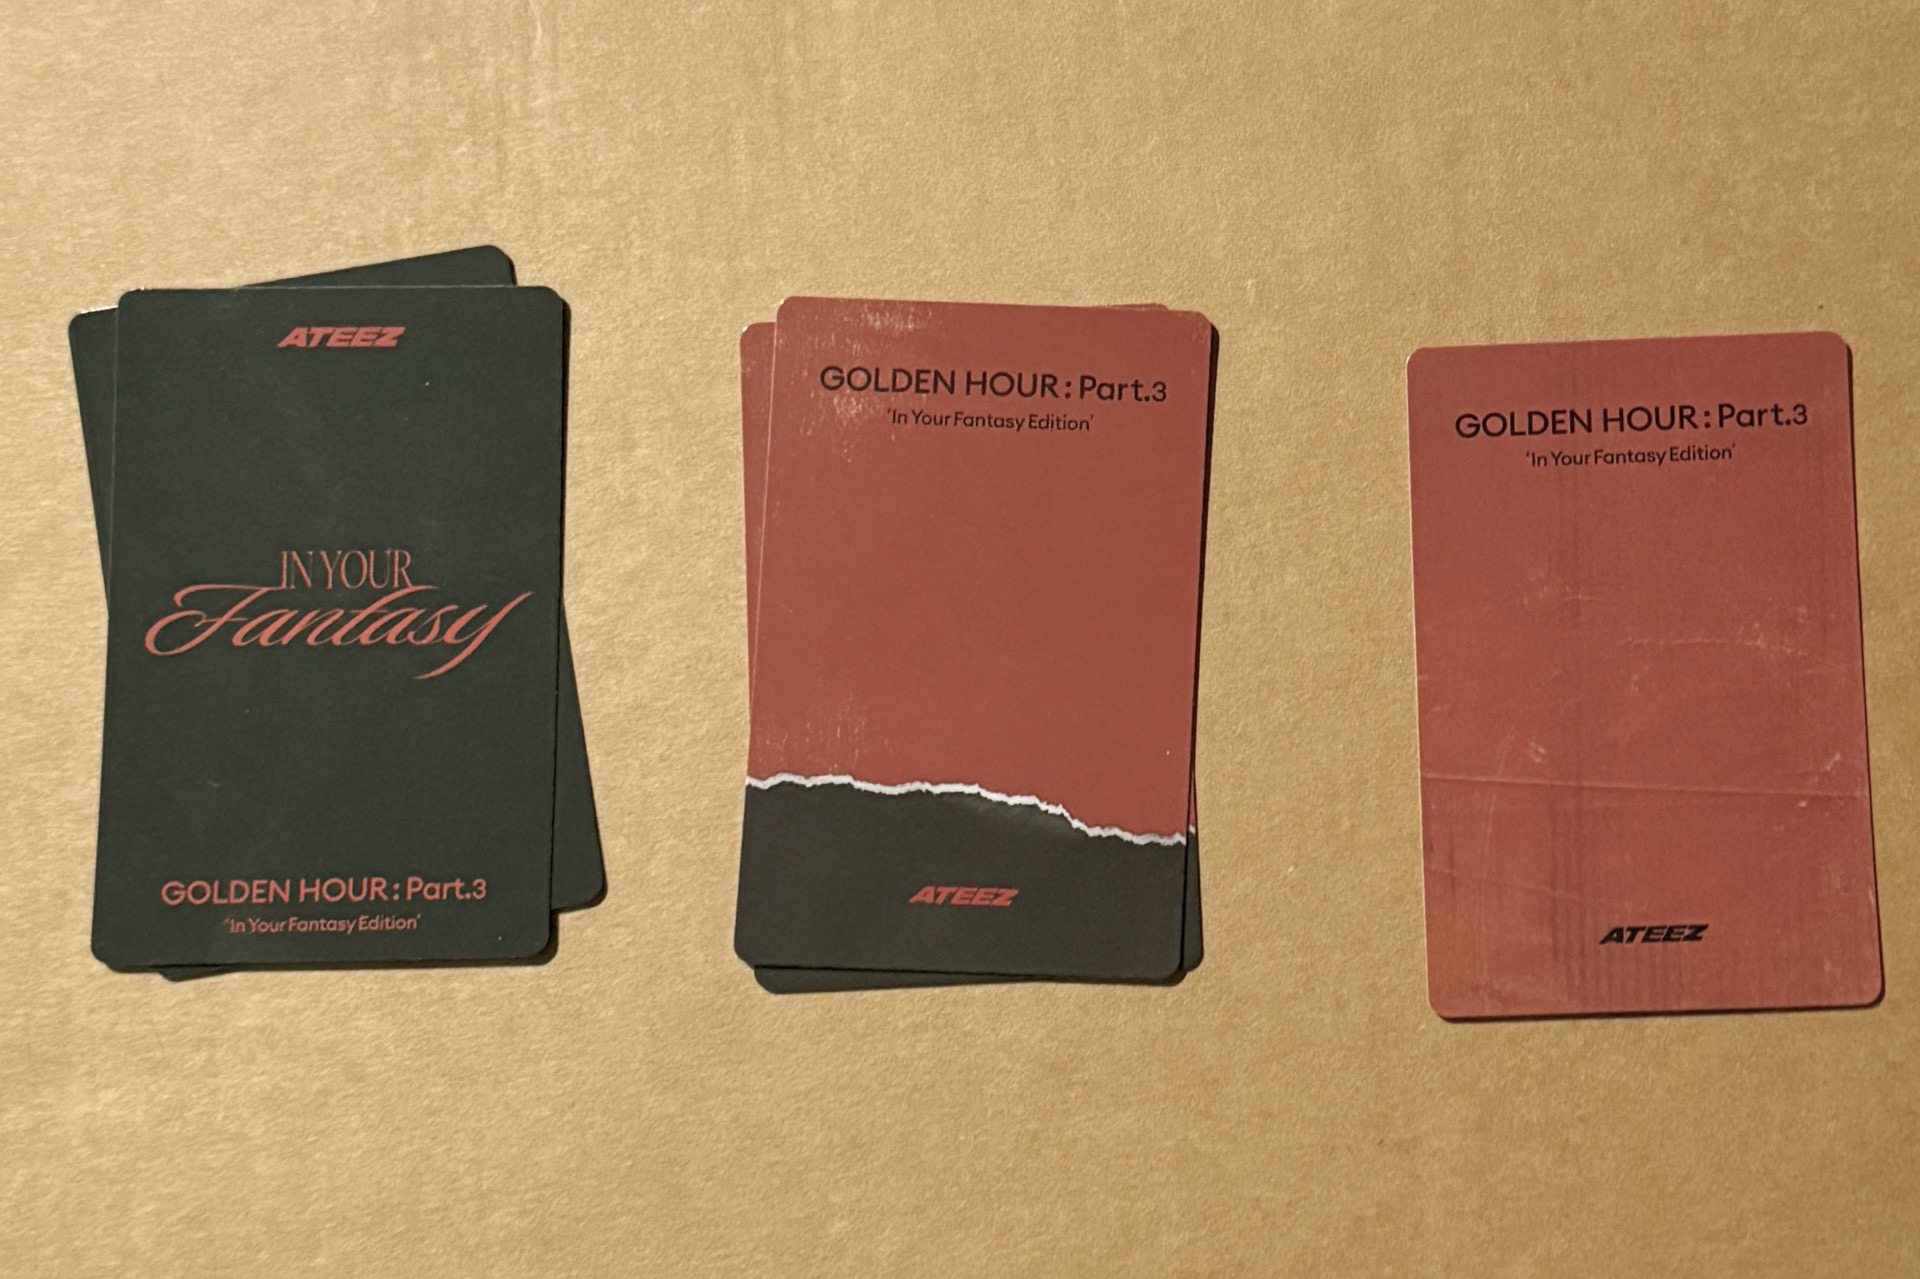 ATEEZ
IN YOUR
Fantasy
GOLDEN HOUR : Part.3
'In Your Fantasy Edition'
GOLDEN HOUR : Part.3
'In Your Fantasy Edition'
ATEEZ
GOLDEN HOUR : Part.3
'In Your Fantasy Edition'
ATEEZ